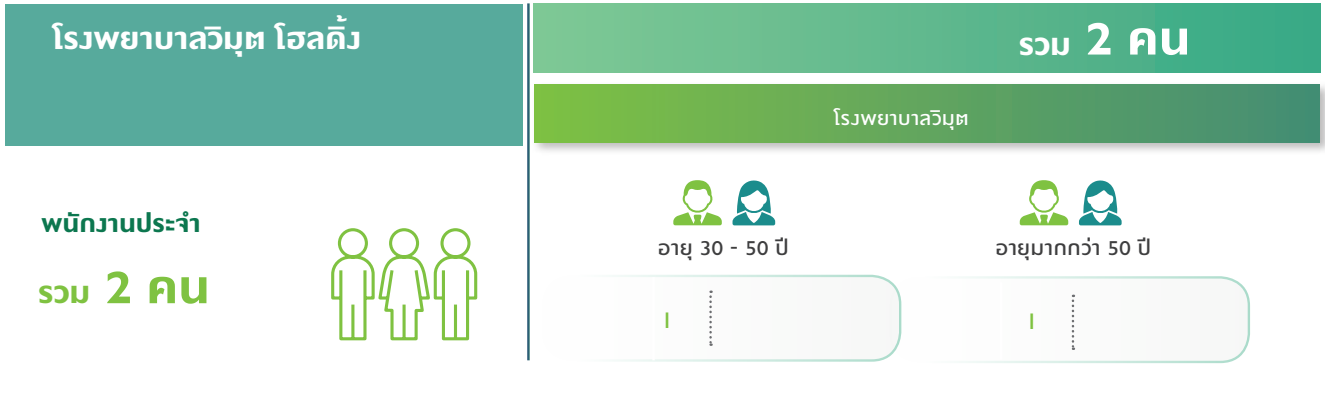 โรงพยาบาลวิมุต โฮลดิ้ง
รวม 2 คน
โรงพยาบาลวิมุต
พนักงานประจำ
รวม 2 คน
อายุ 30 - 50 ปี
อายุมากกว่า 50 ปี
1
1